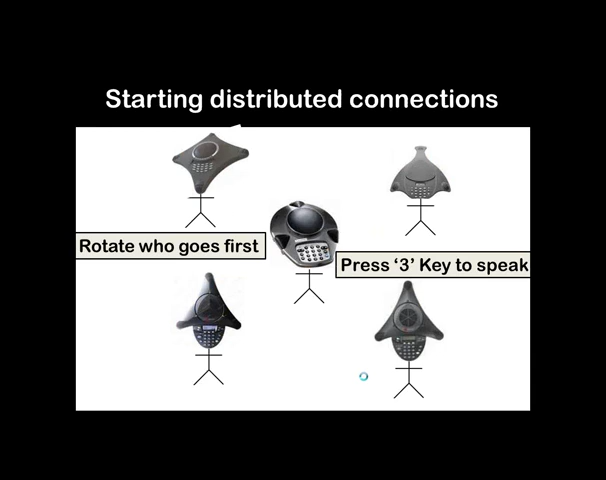 Starting distributed connections
Rotate who goes first
Press ‘3’ Key to speak